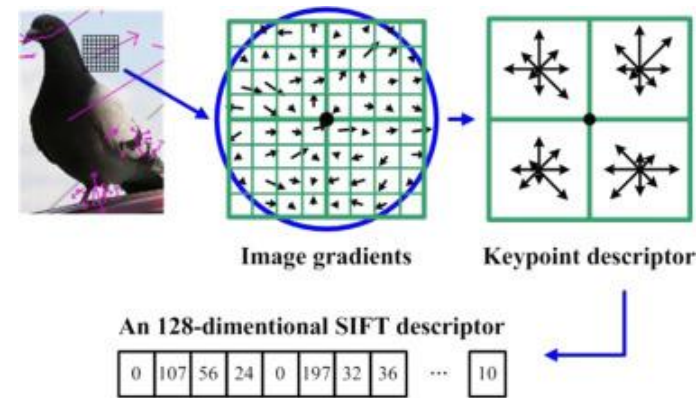 Image gradients
Keypoint descriptor
An 128-dimentional SIFT descriptor
0 107 56 24 0 197 32 36 ... 10